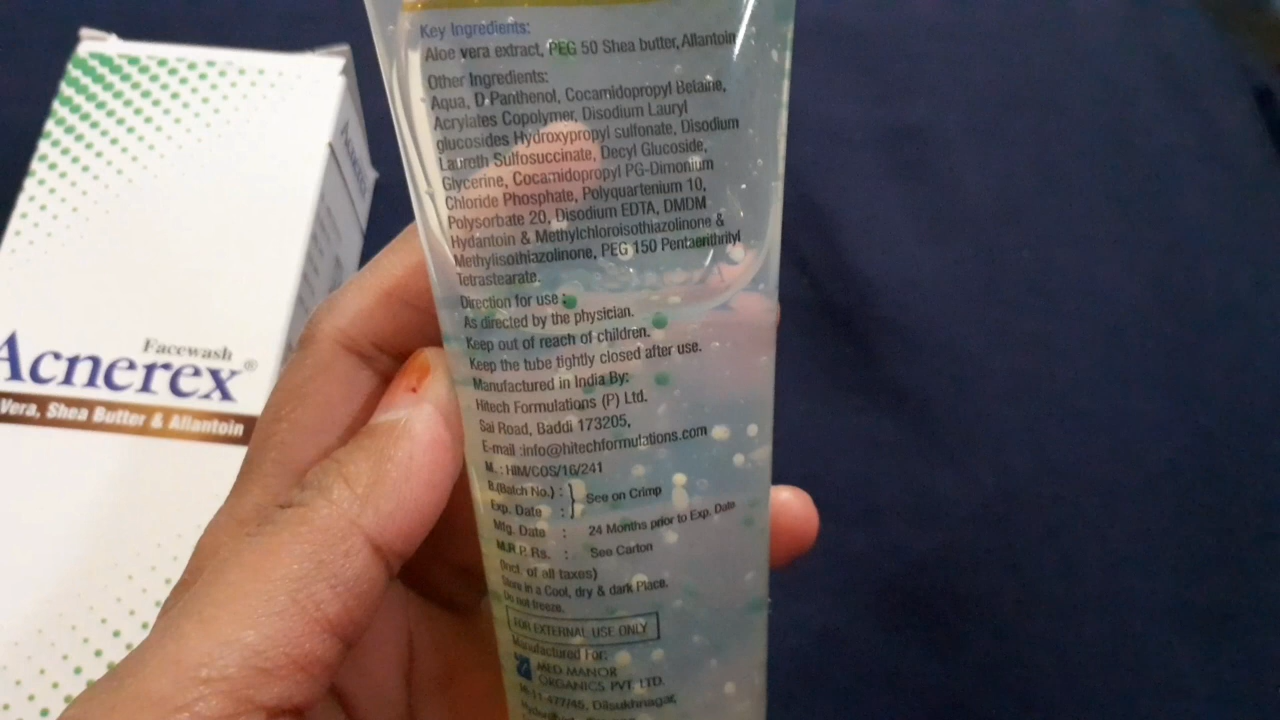 Key Ingredients:
Aloe vera extract, PEG 50 Shea butter, Allantoin
Other Ingredients:
Aqua, D-Panthenol, Cocamidopropyl Betaine,
Acrylates Copolymer, Disodium Lauryl
glucosides Hydroxypropyl sulfonate, Disodium
Laureth Sulfosuccinate, Decyl Glucoside,
Glycerine, Cocamidopropyl PG-Dimonium
Chloride Phosphate, Polyquartenium 10,
Polysorbate 20, Disodium EDTA, DMDM
Hydantoin & Methylchloroisothiazolinone &
Methylisothiazolinone, PEG 150 Pentaerithrityl
Tetrastearate.
Direction for use :
As directed by the physician.
Keep out of reach of children.
Keep the tube tightly closed after use.
Manufactured in India By:
Hitech Formulations (P) Ltd.
Sai Road, Baddi 173205,
E-mail :info@hitechformulations.com
M. : HIM/COS/16/241
B.(Batch No.) :
Exp. Date : See on Crimp
Mfg. Date : 24 Months prior to Exp. Date
M.R.P. Rs. : See Carton
(Incl. of all taxes)
Store in a Cool, dry & dark Place.
Do not freeze.
FOR EXTERNAL USE ONLY
Manufactured For:
MED MANOR
ORGANICS PVT. LTD.
Dilsukhnagar,
Facewash
Acnerex®
Vera, Shea Butter & Allantoin
Acnerex